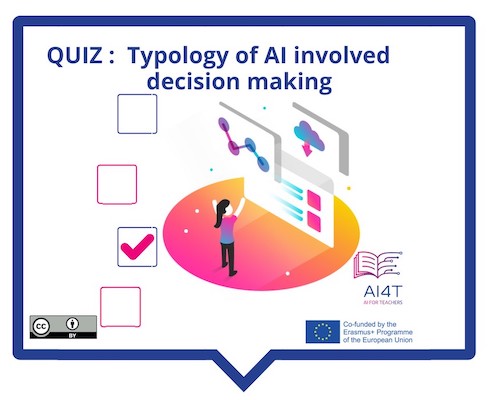 QUIZ : Typology of AI involved
decision making
AI4T
AI FOR TEACHERS
CC
BY
Co-funded by the
Erasmus+ Programme
of the European Union